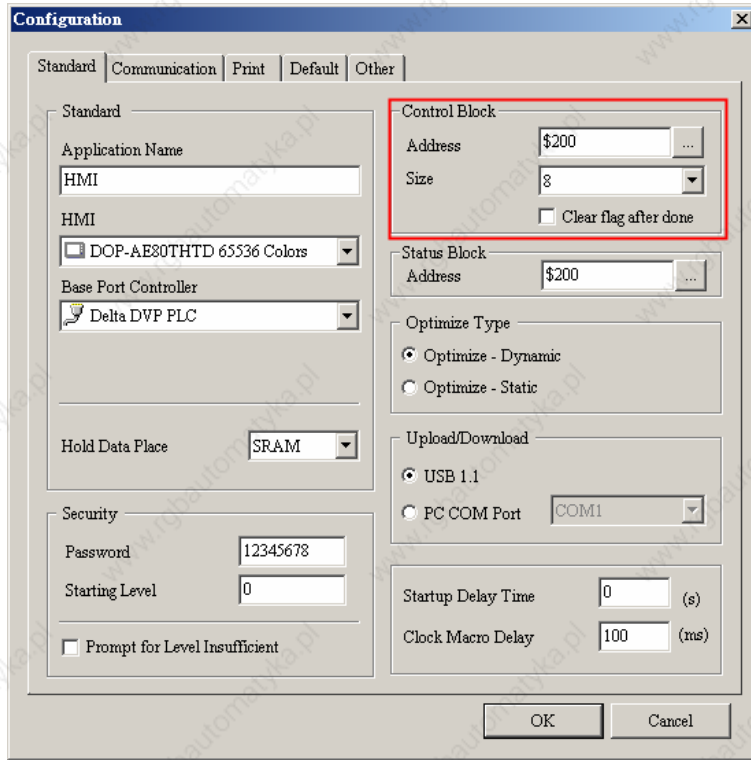 Configuration
Standard Communication Print Default Other
Standard
Application Name
HMI
HMI
DOP-AE80THTD 65536 Colors
Base Port Controller
Delta DVP PLC
Hold Data Place SRAM
Security
Password 12345678
Starting Level 0
Prompt for Level Insufficient
Control Block
Address $200 ...
Size 8
Clear flag after done
Status Block
Address $200 ...
Optimize Type
Optimize - Dynamic
Optimize - Static
Upload/Download
USB 1.1
PC COM Port COM1
Startup Delay Time 0 (s)
Clock Macro Delay 100 (ms)
OK Cancel
www.rgbautomatyka.pl